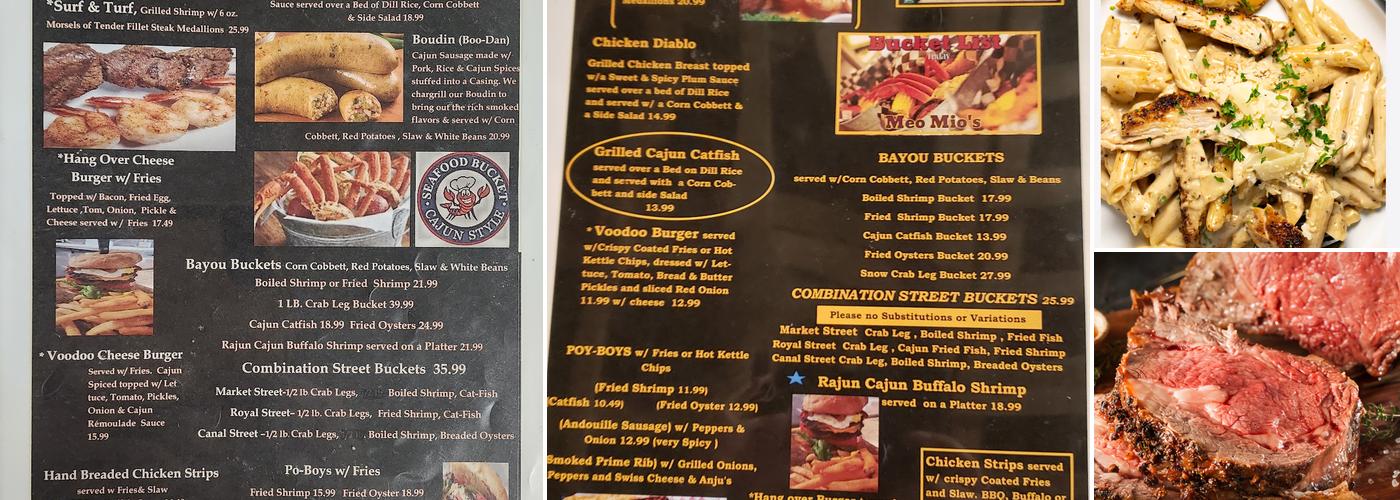 *Surf & Turf, Grilled Shrimp w/ 6 oz.
Morsels of Tender Fillet Steak Medallions 25.99
Sauce served over a Bed of Dill Rice, Corn Cobbett
& Side Salad 18.99
Boudin (Boo-Dan)
Cajun Sausage made w/
Pork, Rice & Cajun Spices
stuffed into a Casing. We
chargrill our Boudin to
bring out the rich smoked
flavors & served w/ Corn
Cobbett, Red Potatoes , Slaw & White Beans 20.99
*Hang Over Cheese
Burger w/ Fries
Topped w/ Bacon, Fried Egg,
Lettuce ,Tom, Onion, Pickle &
Cheese served w/ Fries 17.49
SEAFOOD BUCKET
CAJUN STYLE
Bayou Buckets Corn Cobbett, Red Potatoes, Slaw & White Beans
Boiled Shrimp or Fried Shrimp 21.99
1 LB. Crab Leg Bucket 39.99
Cajun Catfish 18.99 Fried Oysters 24.99
Rajun Cajun Buffalo Shrimp served on a Platter 21.99
Combination Street Buckets 35.99
Market Street-1/2 lb Crab Legs, Boiled Shrimp, Cat-Fish
Royal Street– 1/2 lb. Crab Legs, Fried Shrimp, Cat-Fish
Canal Street –1/2 lb. Crab Legs, Boiled Shrimp, Breaded Oysters
* Voodoo Cheese Burger
Served w/ Fries. Cajun
Spiced topped w/ Let
tuce, Tomato, Pickles,
Onion & Cajun
Rémoulade Sauce
15.99
Hand Breaded Chicken Strips
served w Fries& Slaw
Po-Boys w/ Fries
Fried Shrimp 15.99 Fried Oyster 18.99
Medallions 20.99
Chicken Diablo
Grilled Chicken Breast topped
w/a Sweet & Spicy Plum Sauce
served over a bed of Dill Rice
and served w/ a Corn Cobbett &
a Side Salad 14.99
Bucket List
Meo Mio's
Grilled Cajun Catfish
served over a Bed on Dill Rice
and served with a Corn Cob-
bett and side Salad
13.99
BAYOU BUCKETS
served w/Corn Cobbett, Red Potatoes, Slaw & Beans
Boiled Shrimp Bucket 17.99
Fried Shrimp Bucket 17.99
Cajun Catfish Bucket 13.99
Fried Oysters Bucket 20.99
Snow Crab Leg Bucket 27.99
* Voodoo Burger served
w/Crispy Coated Fries or Hot
Kettle Chips, dressed w/ Let-
tuce, Tomato, Bread & Butter
Pickles and sliced Red Onion
11.99 w/ cheese 12.99
COMBINATION STREET BUCKETS 25.99
Please no Substitutions or Variations
Market Street Crab Leg , Boiled Shrimp , Fried Fish
Royal Street Crab Leg , Cajun Fried Fish, Fried Shrimp
Canal Street Crab Leg, Boiled Shrimp, Breaded Oysters
POY-BOYS w/ Fries or Hot Kettle
Chips
(Fried Shrimp 11.99)
(Catfish 10.49) (Fried Oyster 12.99)
(Andouille Sausage) w/ Peppers &
Onion 12.99 (very Spicy )
Smoked Prime Rib) w/ Grilled Onions,
Peppers and Swiss Cheese & Anju's
Rajun Cajun Buffalo Shrimp
served on a Platter 18.99
Chicken Strips served
w/ crispy Coated Fries
and Slaw. BBQ, Buffalo or
*Hang over Burger